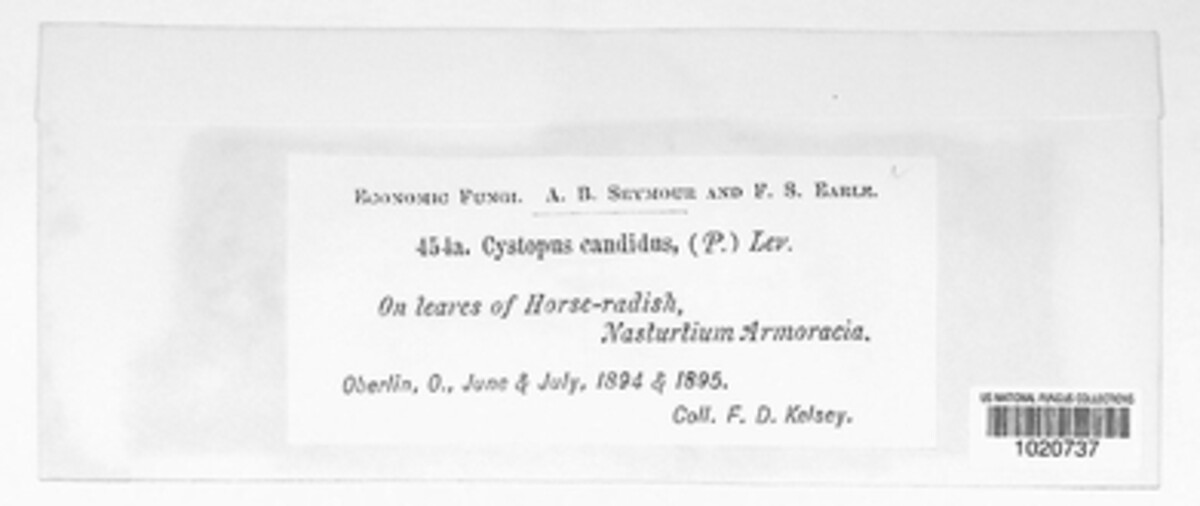 Economic Fungi. A. B. Seymour and F. S. Earle.
454a. Cystopus candidus, (P.) Lev.
On leaves of Horse-radish,
Nasturtium Armoracia.
Oberlin, O., June & July, 1894 & 1895.
Coll. F. D. Kelsey.
US NATIONAL FUNGUS COLLECTIONS
1020737